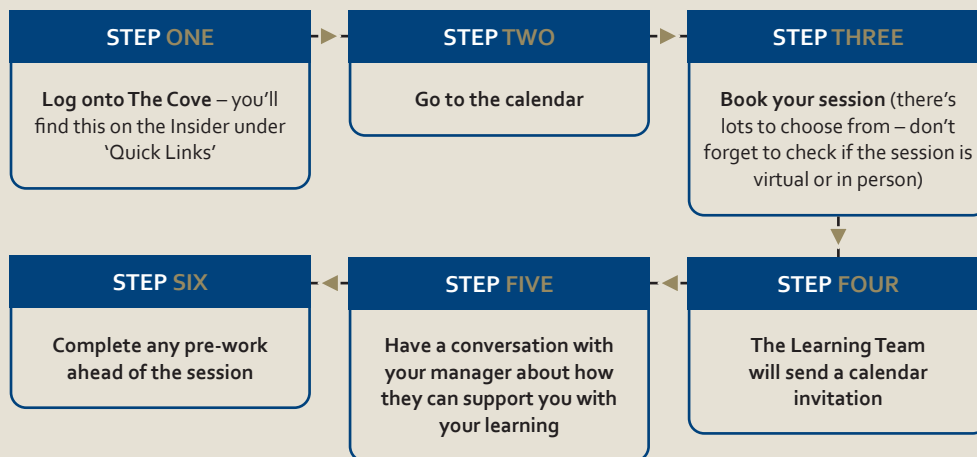 STEP ONE
Log onto The Cove – you'll
find this on the Insider under
'Quick Links'
STEP TWO
Go to the calendar
STEP THREE
Book your session (there's
lots to choose from – don't
forget to check if the session is
virtual or in person)
STEP FOUR
The Learning Team
will send a calendar
invitation
STEP FIVE
Have a conversation with
your manager about how
they can support you with
your learning
STEP SIX
Complete any pre-work
ahead of the session